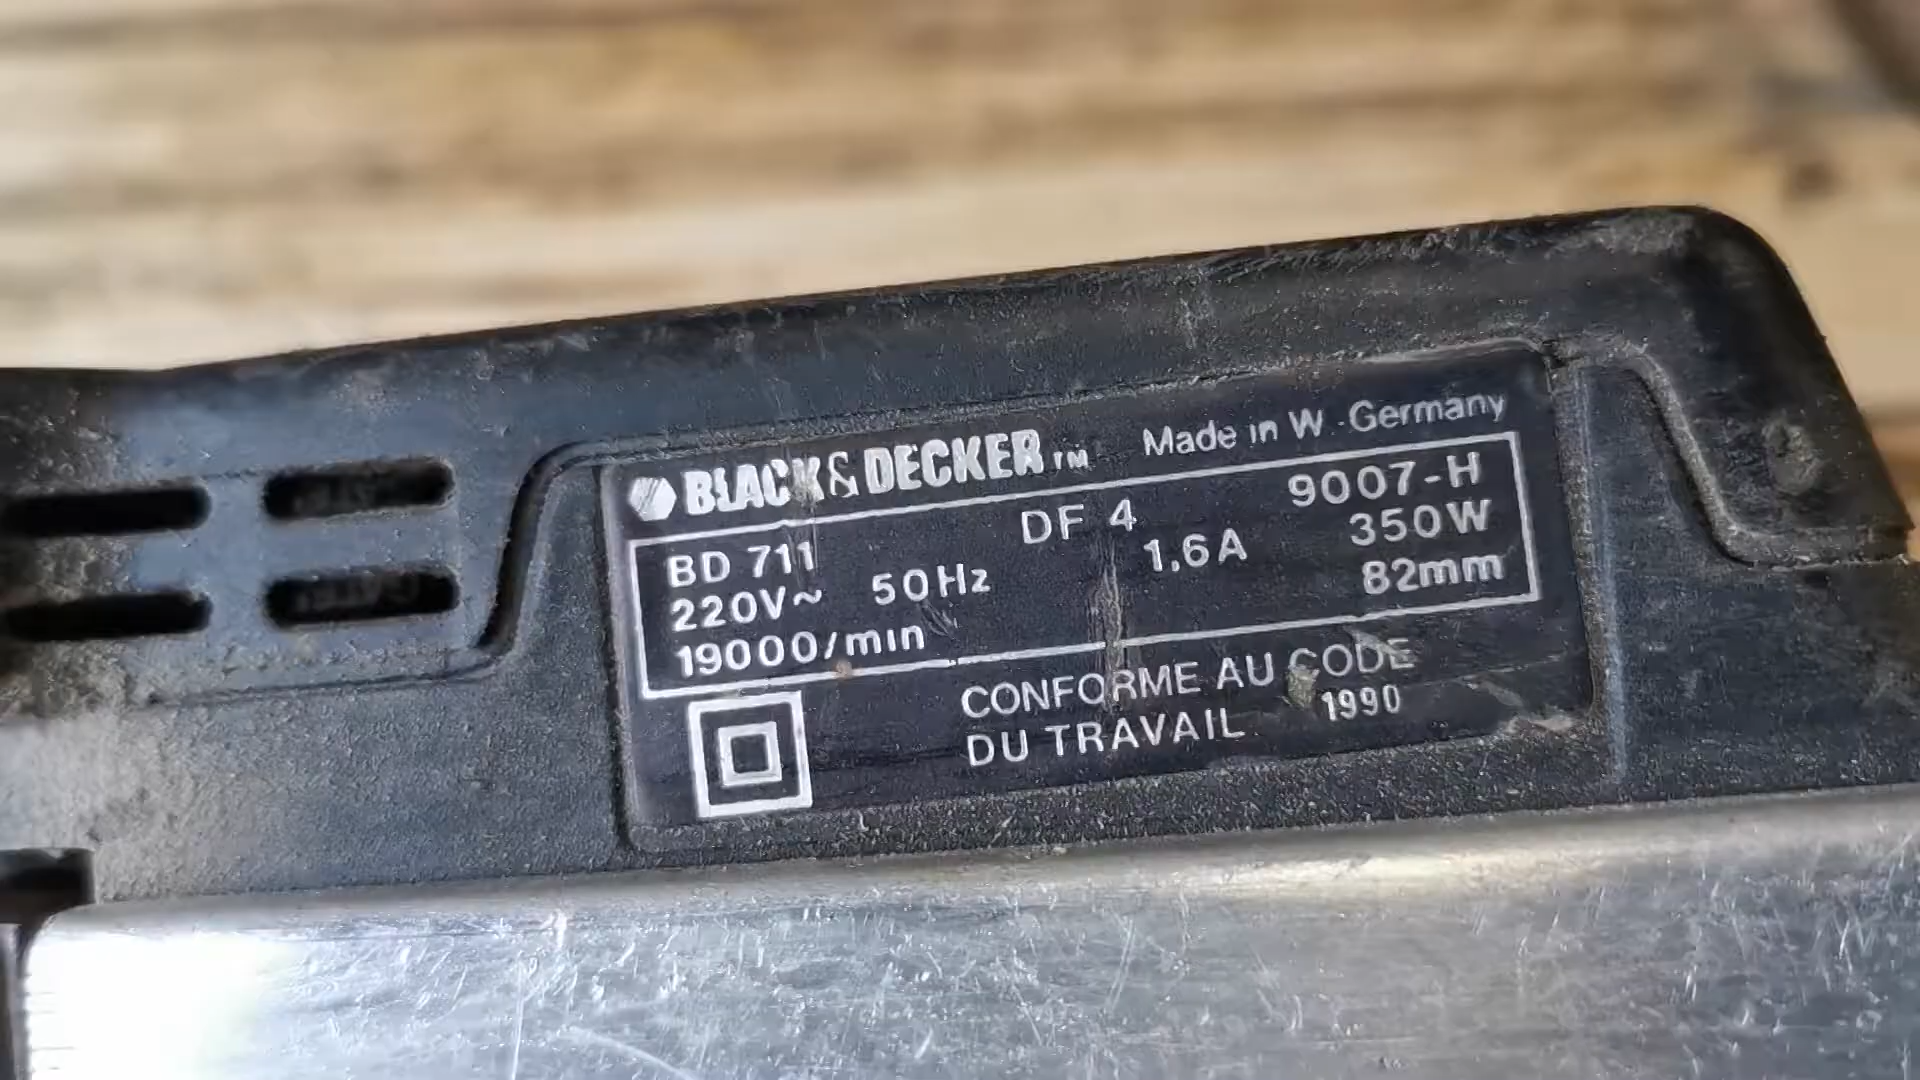 BLACK & DECKER TM Made in W. Germany
BD 711 DF 4 9007-H
220V~ 50Hz 1,6A 350W
19000/min 82mm
CONFORME AU CODE
DU TRAVAIL 1990